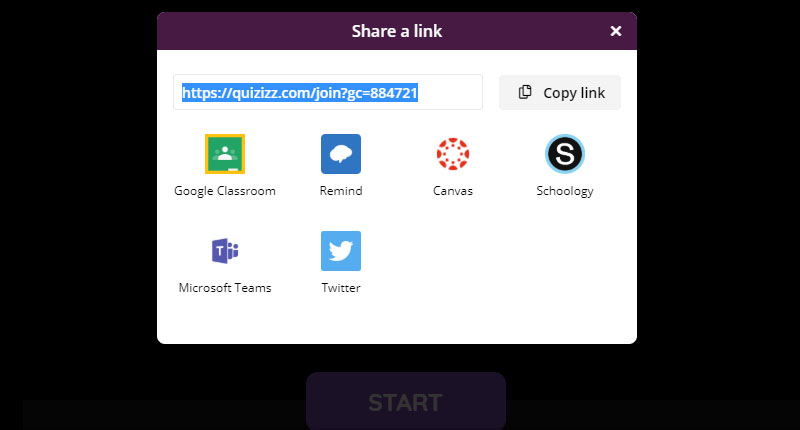 Share a link
https://quizizz.com/join?gc=884721
Copy link
Google Classroom
Remind
Canvas
Schoology
Microsoft Teams
Twitter
START